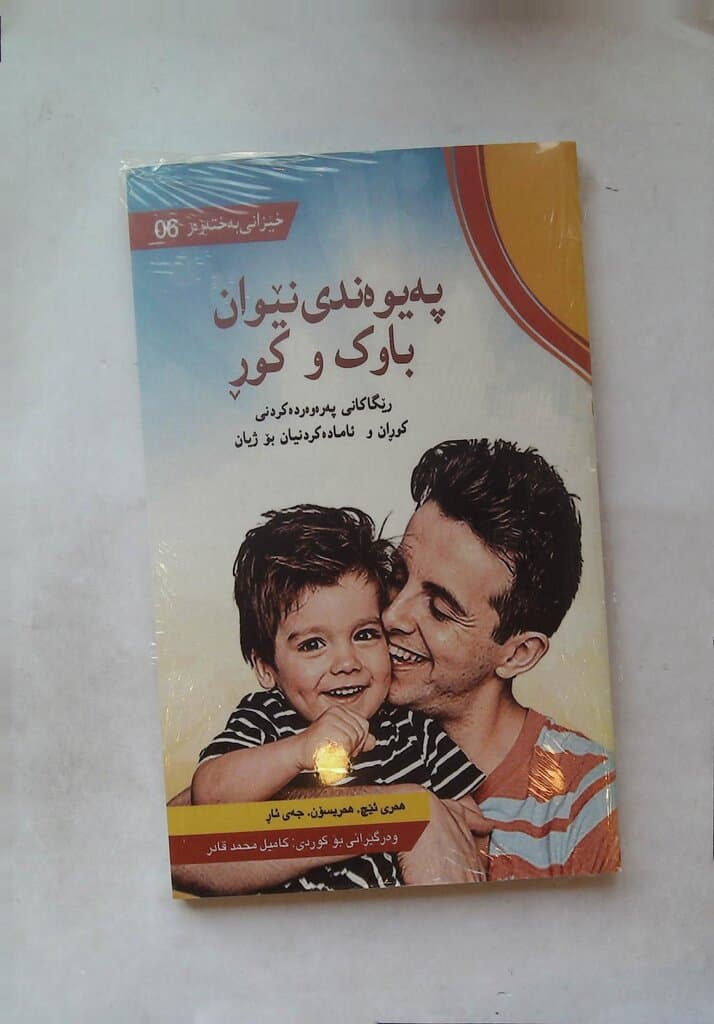 خێزانی بەختەوەر 06
پەیوەندی نێوان
باوک و کوڕ
ڕێگاکانی پەروەردەکردنی
کوڕان و ئامادەکردنیان بۆ ژیان
هەری ئێچ. هەریسۆن. جەی ئاڕ
وەرگێڕانی بۆ کوردی: کامیل محمد قادر